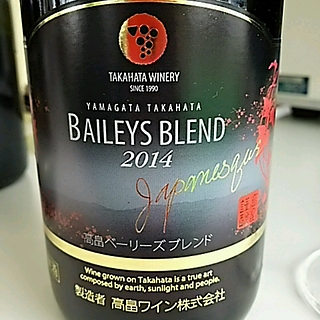 TAKAHATA WINERY
SINCE 1990
YAMAGATA TAKAHATA
BAILEYS BLEND
2014
Japanesque
高畠ベーリーズ ブレンド
Wine grown on Takahata is a true art
composed by earth, sunlight and people.
製造者 高畠ワイン株式会社